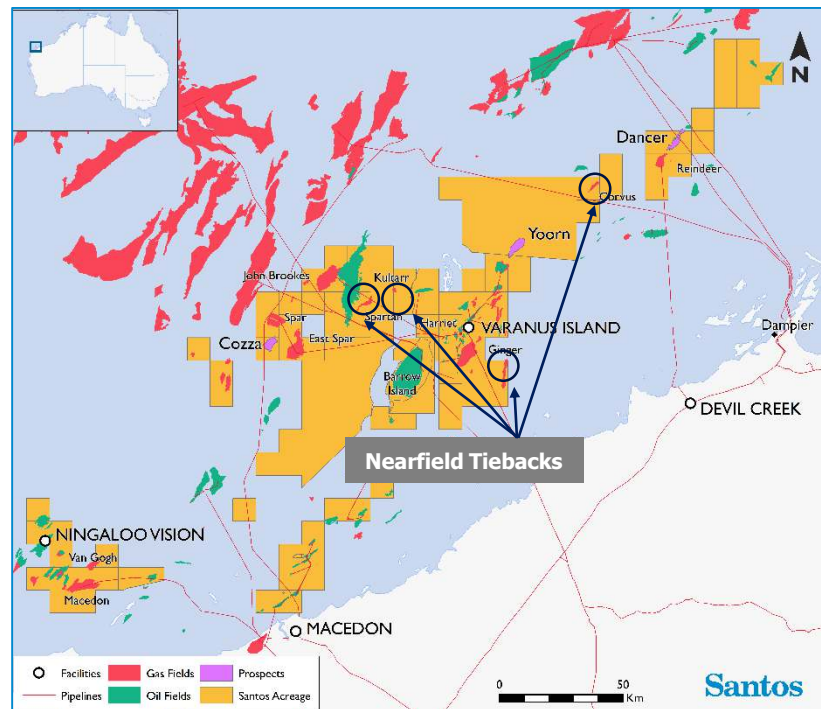 N
Dancer
Reindeer
Corvus
Yoorn
John Brookes
Kultarr
Spartan
Harriet
VARANUS ISLAND
Spar
East Spar
Cozza
Ginger
Dampier
Barrow
Island
DEVIL CREEK
Nearfield Tiebacks
NINGALOO VISION
Van Gogh
Macedon
MACEDON
Facilities
Gas Fields
Prospects
Pipelines
Oil Fields
Santos Acreage
0
50
Km
Santos